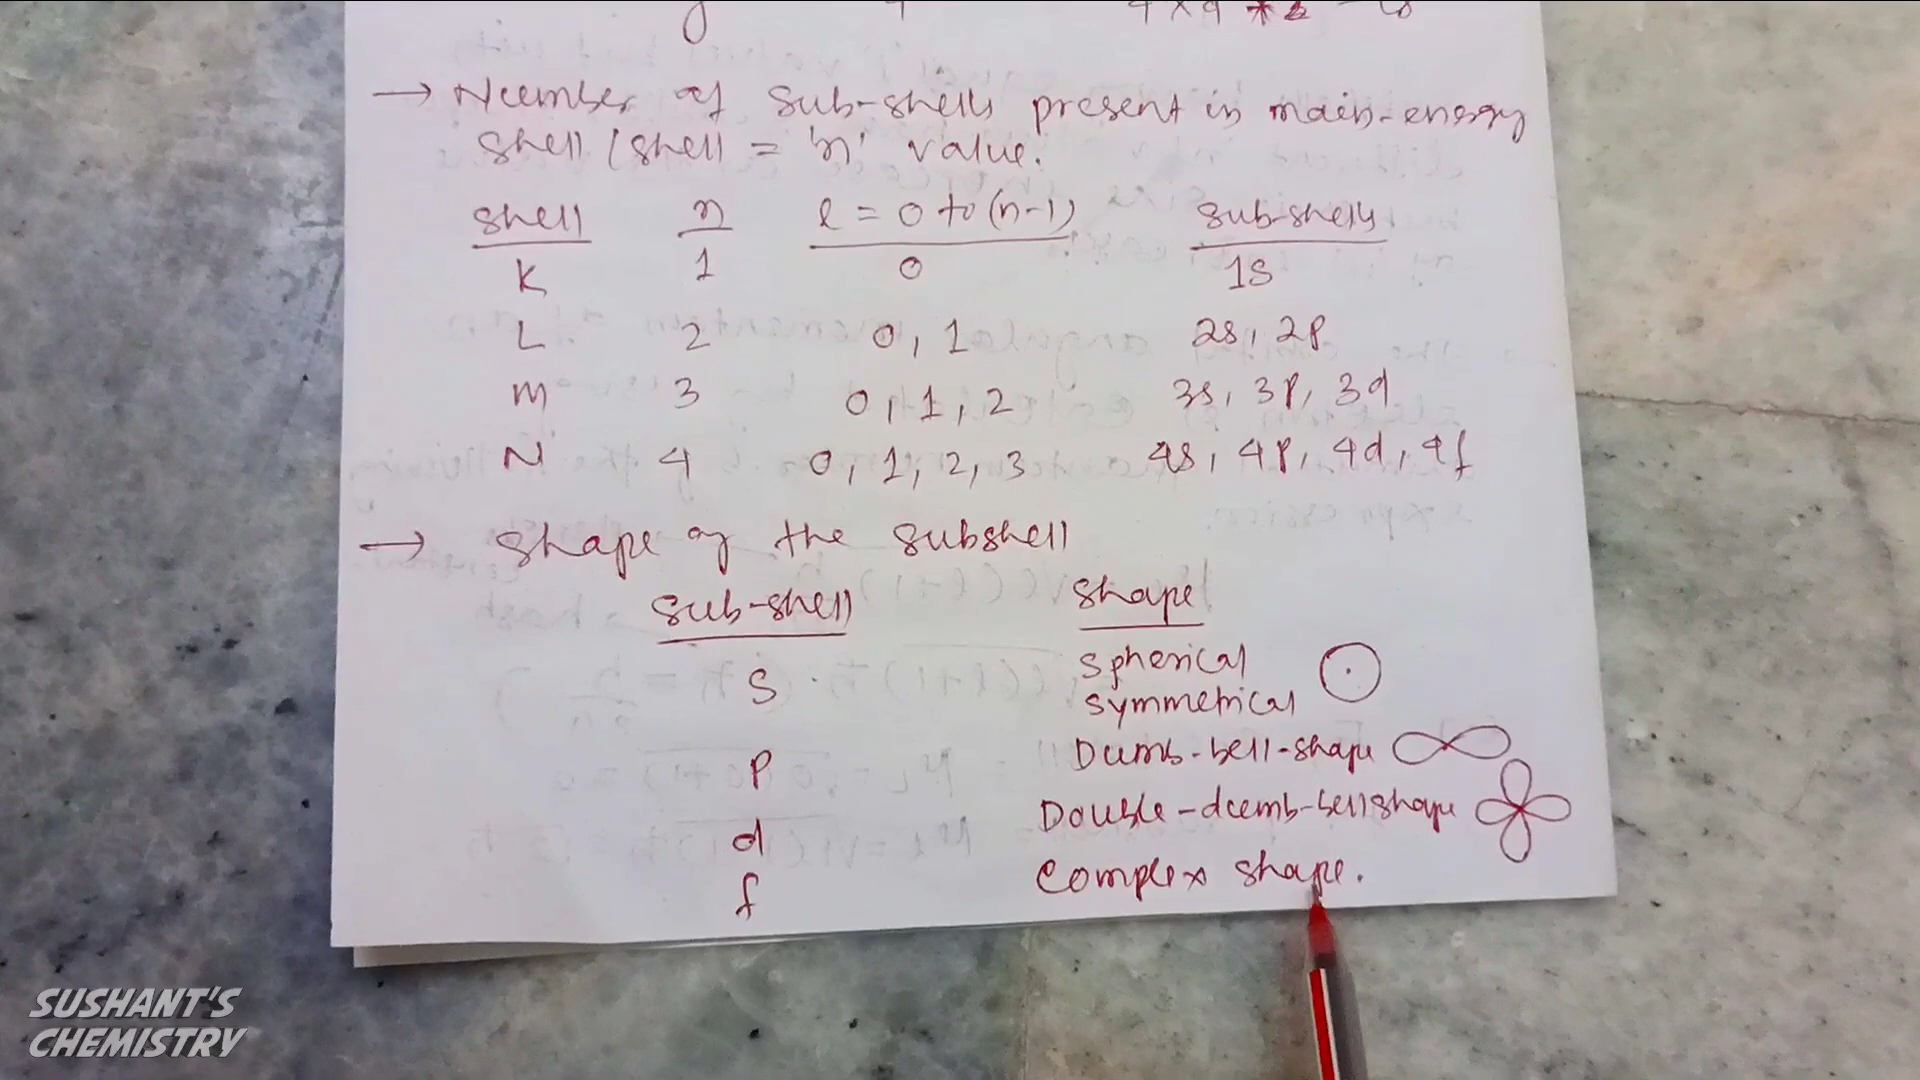 → Number of sub-shells present in main-energy
shell (shell = 'n' value.
shell n l = 0 to (n-1) sub-shells
K 1 0 1s
L 2 0, 1 2s, 2p
M 3 0, 1, 2 3s, 3p, 3d
N 4 0, 1, 2, 3 4s, 4p, 4d, 4f
→ Shape of the subshell
Sub-shell Shape
S Spherical
Symmetrical
p Dumb-bell-shape
d Double-dumb-bell shape
f Complex shape.
SUSHANT'S
CHEMISTRY